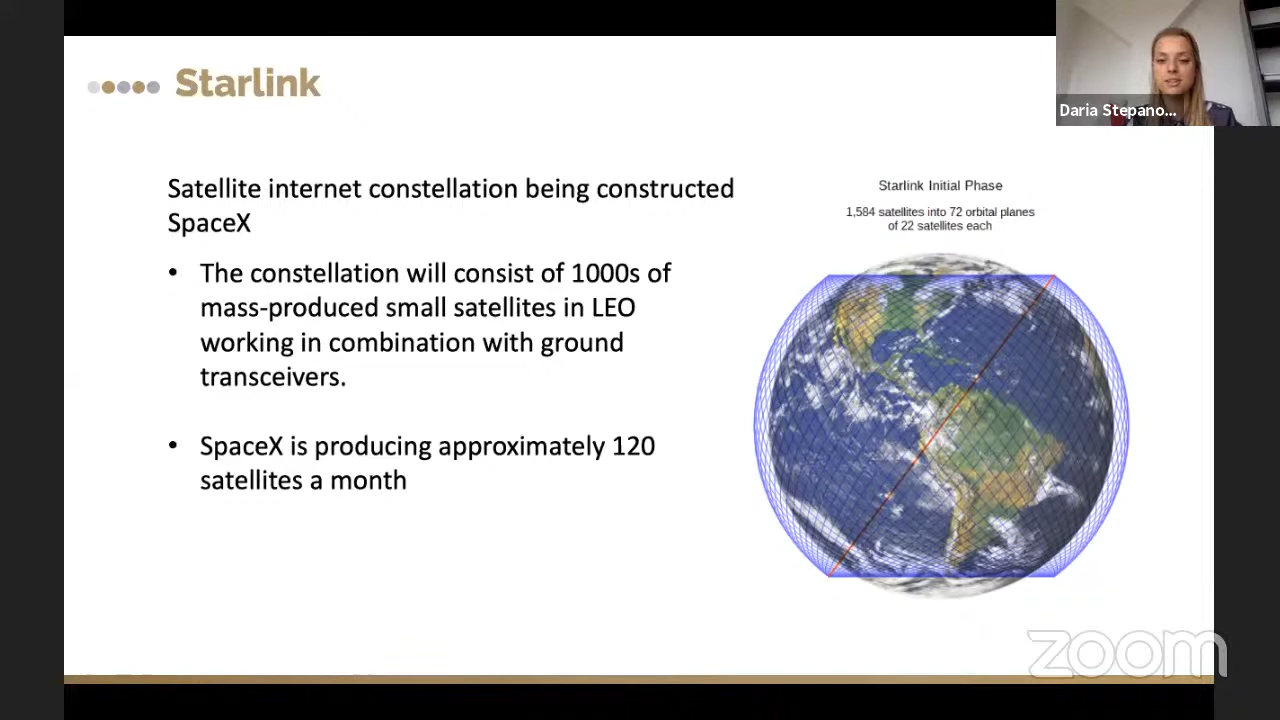 Starlink
Daria Stepano...
Satellite internet constellation being constructed
SpaceX
• The constellation will consist of 1000s of
mass-produced small satellites in LEO
working in combination with ground
transceivers.
• SpaceX is producing approximately 120
satellites a month
Starlink Initial Phase
1,584 satellites into 72 orbital planes
of 22 satellites each
zoom